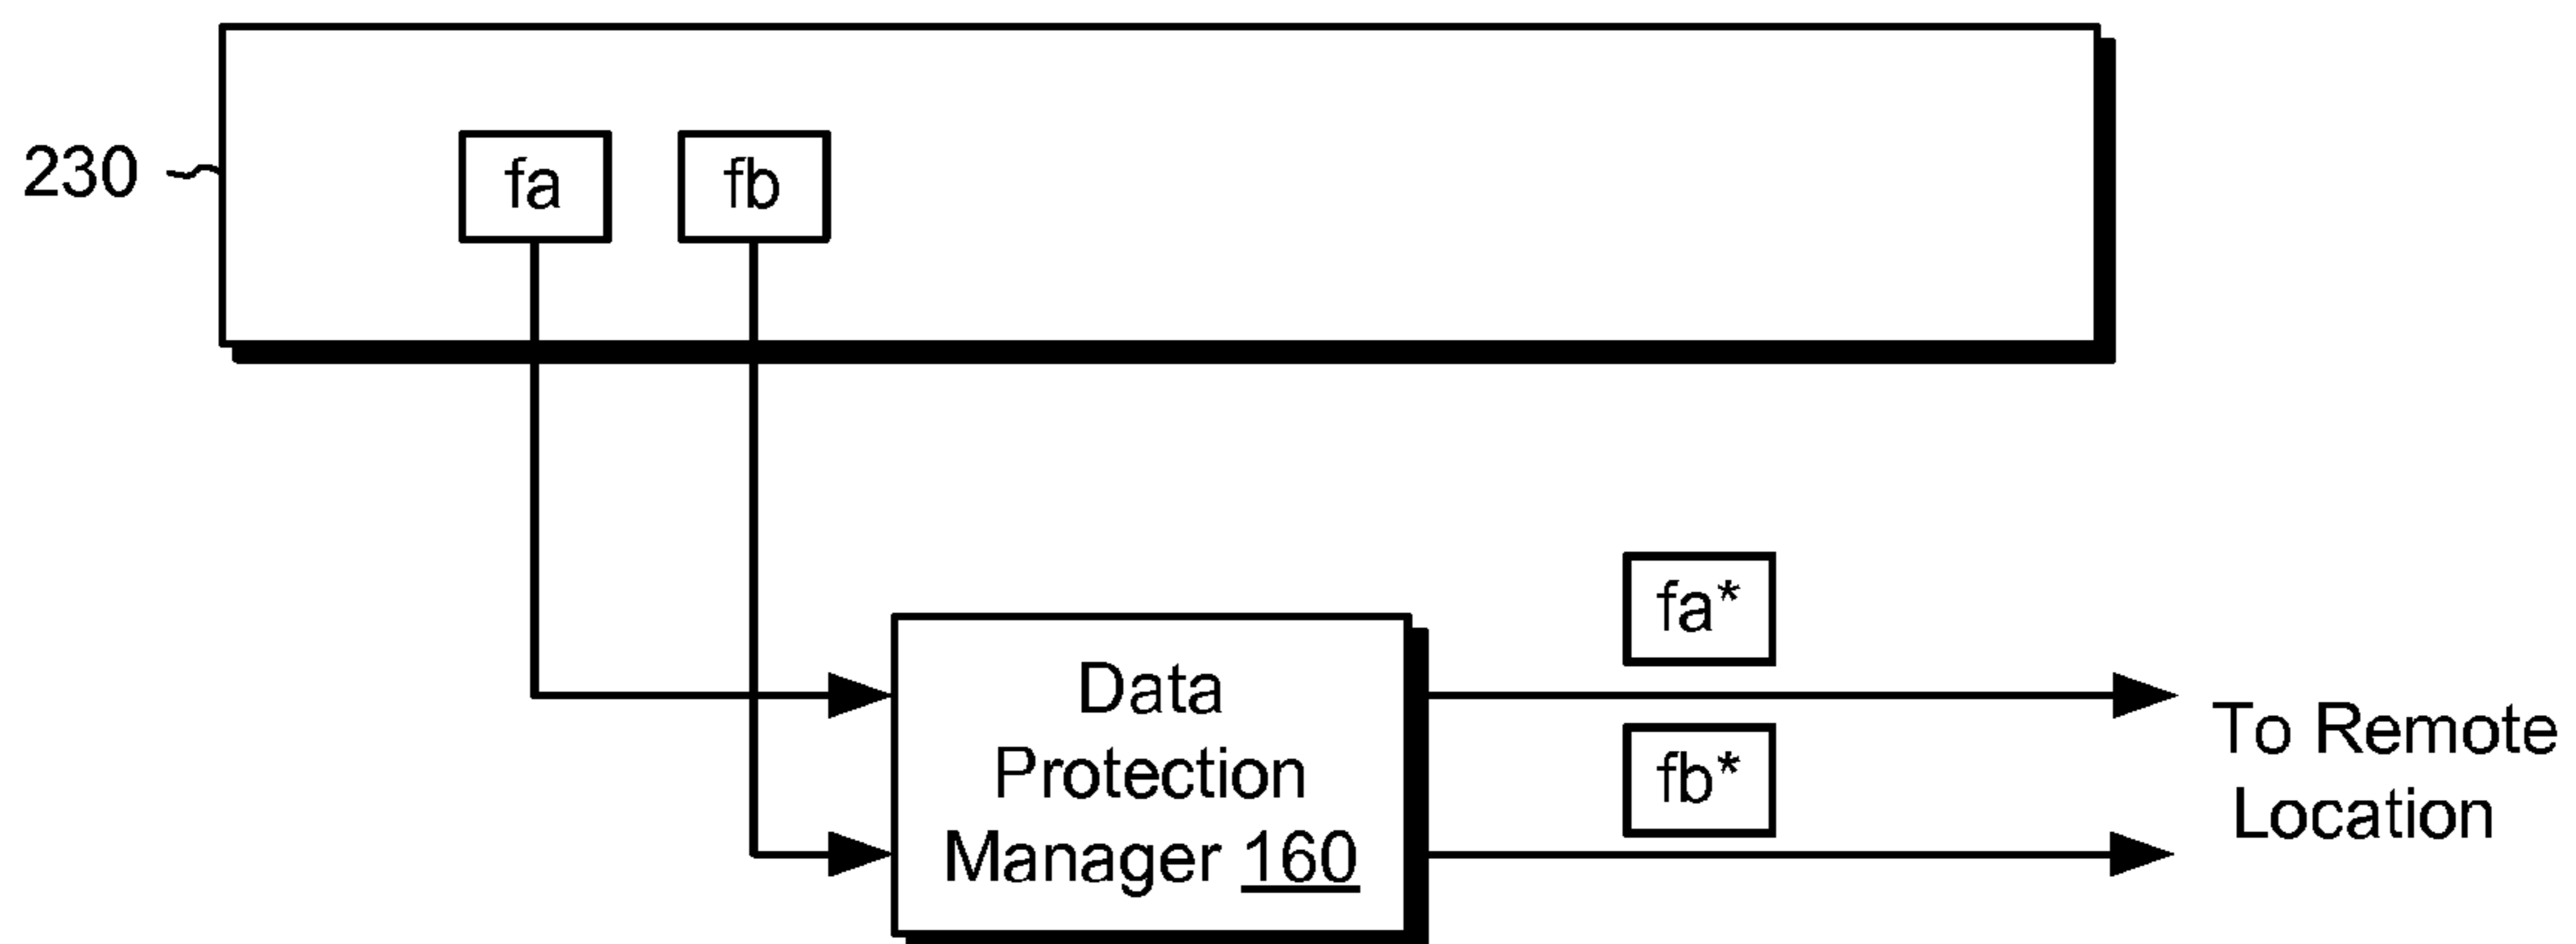 230
fa
fb
fa*
fb*
Data
Protection
Manager 160
To Remote
Location